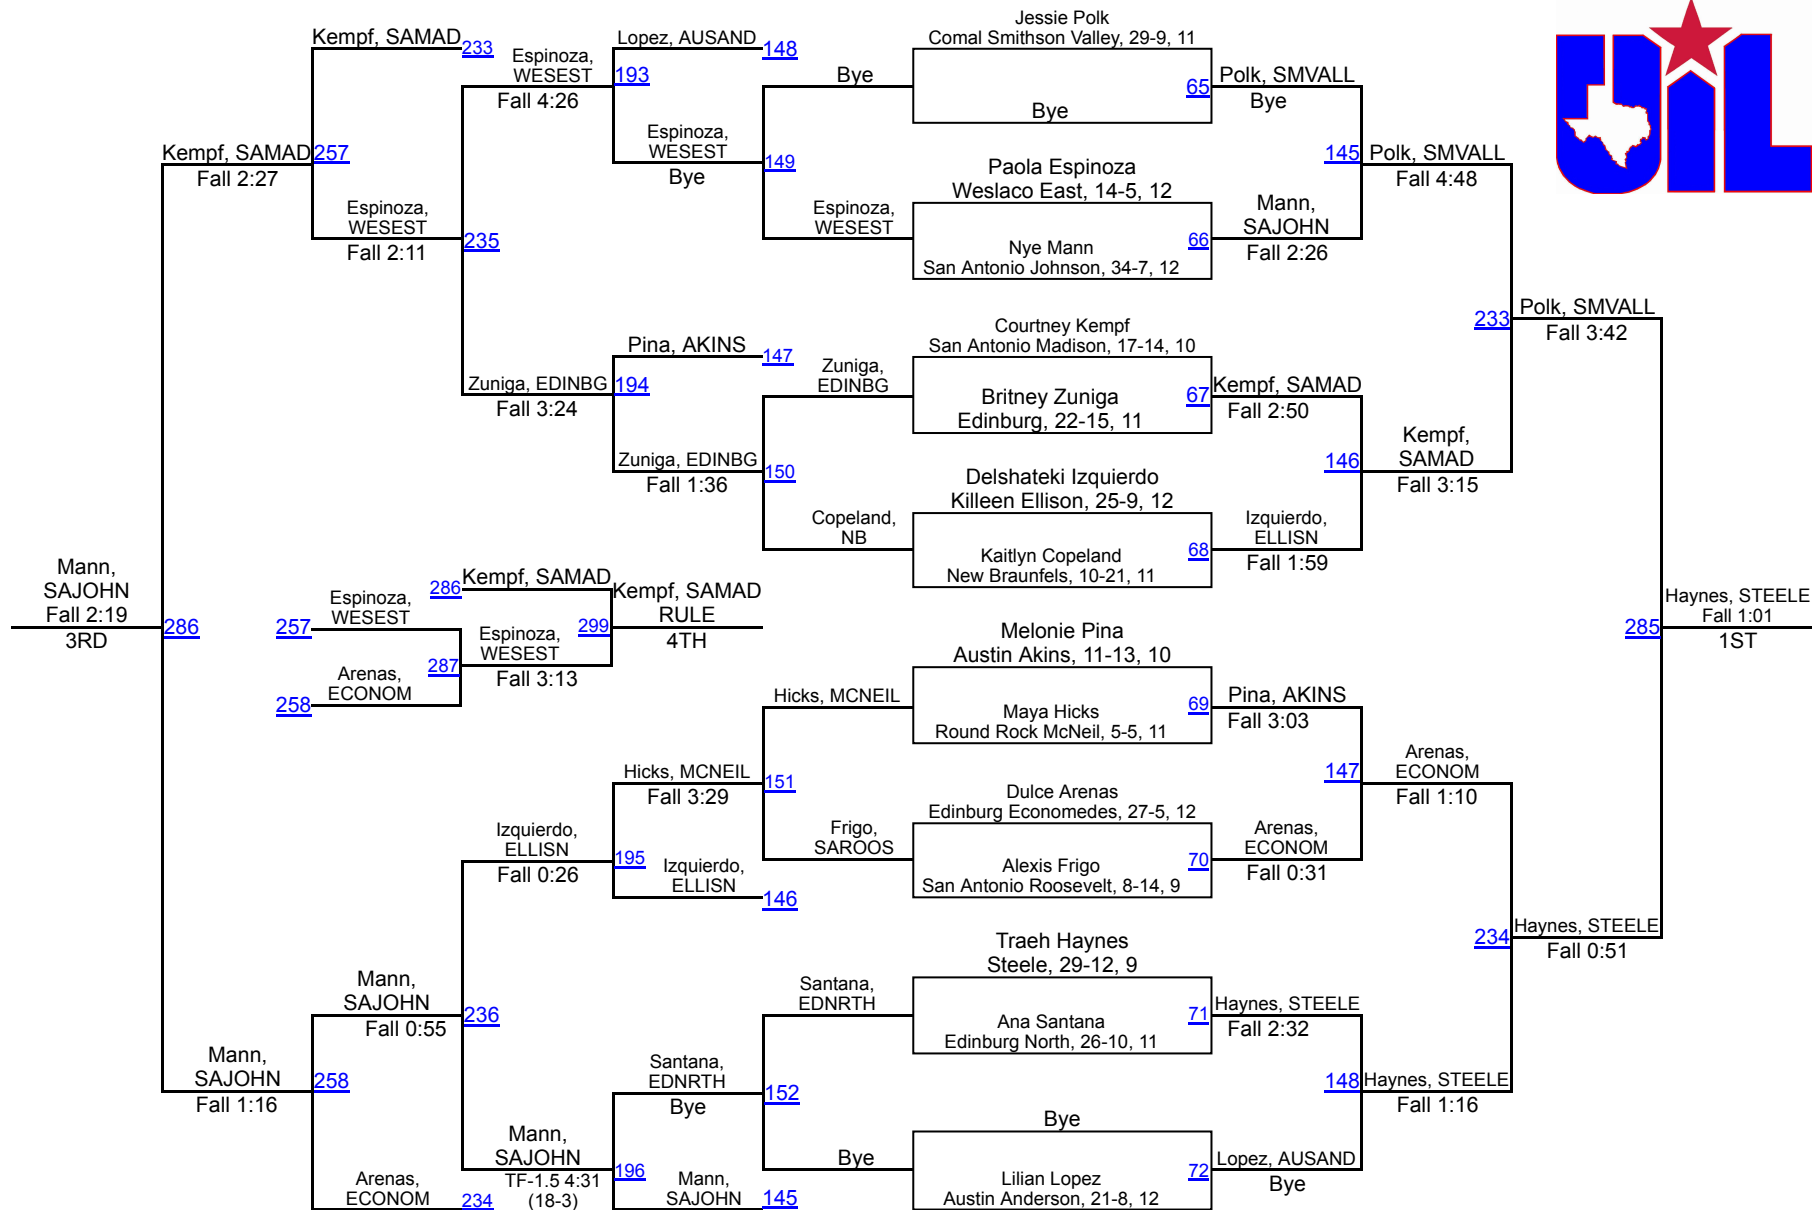 Kempf, SAMAD
233
Espinoza,
WESEST
Fall 4:26
Lopez, AUSAND
148
193
Espinoza,
WESEST
Bye
149
Bye
Espinoza,
WESEST
Kempf, SAMAD
257
Fall 2:27
Espinoza,
WESEST
Fall 2:11
235
Zuniga, EDINBG
Fall 3:24
Pina, AKINS
147
194
Zuniga, EDINBG
Fall 1:36
150
Zuniga,
EDINBG
Copeland,
NB
Jessie Polk
Comal Smithson Valley, 29-9, 11
Bye
65
Polk, SMVALL
Bye
Paola Espinoza
Weslaco East, 14-5, 12
Nye Mann
San Antonio Johnson, 34-7, 12
66
Mann,
SAJOHN
Fall 2:26
145
Polk, SMVALL
Fall 4:48
Courtney Kempf
San Antonio Madison, 17-14, 10
Britney Zuniga
Edinburg, 22-15, 11
67
Kempf, SAMAD
Fall 2:50
Delshateki Izquierdo
Killeen Ellison, 25-9, 12
Kaitlyn Copeland
New Braunfels, 10-21, 11
68
Izquierdo,
ELLISN
Fall 1:59
146
Kempf,
SAMAD
Fall 3:15
233
Polk, SMVALL
Fall 3:42
UIL
Mann,
SAJOHN
Fall 2:19
3RD
286
257
Espinoza,
WESEST
Arenas,
ECONOM
258
286
Kempf, SAMAD
287
Espinoza,
WESEST
Fall 3:13
299
Kempf, SAMAD
RULE
4TH
285
Haynes, STEELE
Fall 1:01
1ST
Melonie Pina
Austin Akins, 11-13, 10
Maya Hicks
Round Rock McNeil, 5-5, 11
69
Pina, AKINS
Fall 3:03
Dulce Arenas
Edinburg Economedes, 27-5, 12
Alexis Frigo
San Antonio Roosevelt, 8-14, 9
70
Arenas,
ECONOM
Fall 0:31
147
Arenas,
ECONOM
Fall 1:10
Hicks, MCNEIL
Frigo,
SAROOS
151
Hicks, MCNEIL
Fall 3:29
Izquierdo,
ELLISN
146
195
Izquierdo,
ELLISN
Fall 0:26
Mann,
SAJOHN
Fall 0:55
236
Mann,
SAJOHN
Fall 1:16
258
Arenas,
ECONOM
234
Mann,
SAJOHN
TF-1.5 4:31
(18-3)
196
Santana,
EDNRTH
Bye
152
Mann,
SAJOHN
145
Santana,
EDNRTH
Bye
Traeh Haynes
Steele, 29-12, 9
Ana Santana
Edinburg North, 26-10, 11
71
Haynes, STEELE
Fall 2:32
Bye
Lilian Lopez
Austin Anderson, 21-8, 12
72
Lopez, AUSAND
Bye
148
Haynes, STEELE
Fall 1:16
234
Haynes, STEELE
Fall 0:51